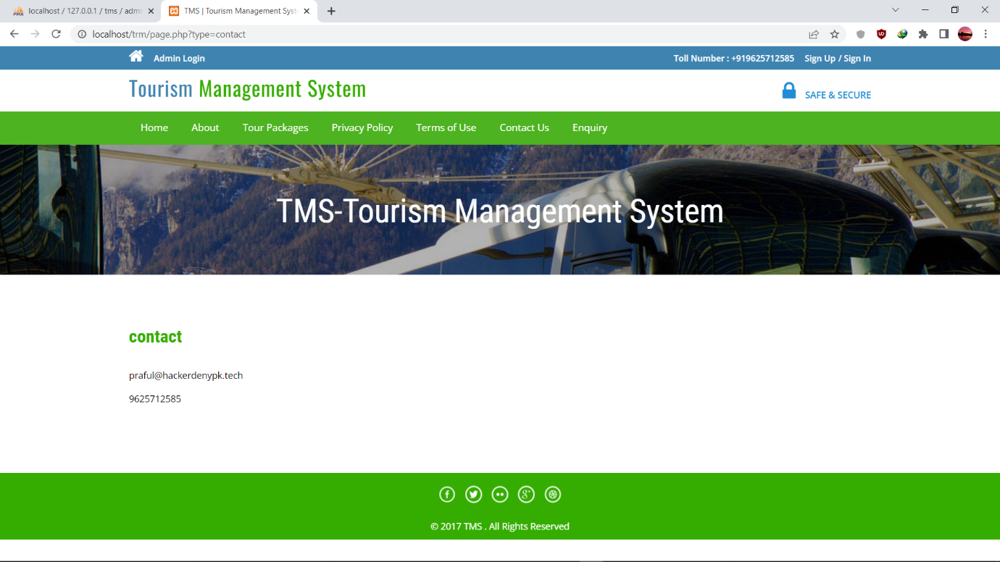 localhost / 127.0.0.1 / tms / admi
TMS | Tourism Management Syst
localhost/trm/page.php?type=contact
Admin Login
Toll Number : +919625712585
Sign Up / Sign In
Tourism Management System
SAFE & SECURE
Home About Tour Packages Privacy Policy Terms of Use Contact Us Enquiry
TMS-Tourism Management System
contact
praful@hackerdenypk.tech
9625712585
© 2017 TMS . All Rights Reserved